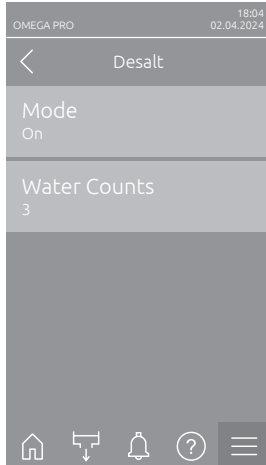 18:04
OMEGA PRO 02.04.2024
Desalt
Mode
On
Water Counts
3
?